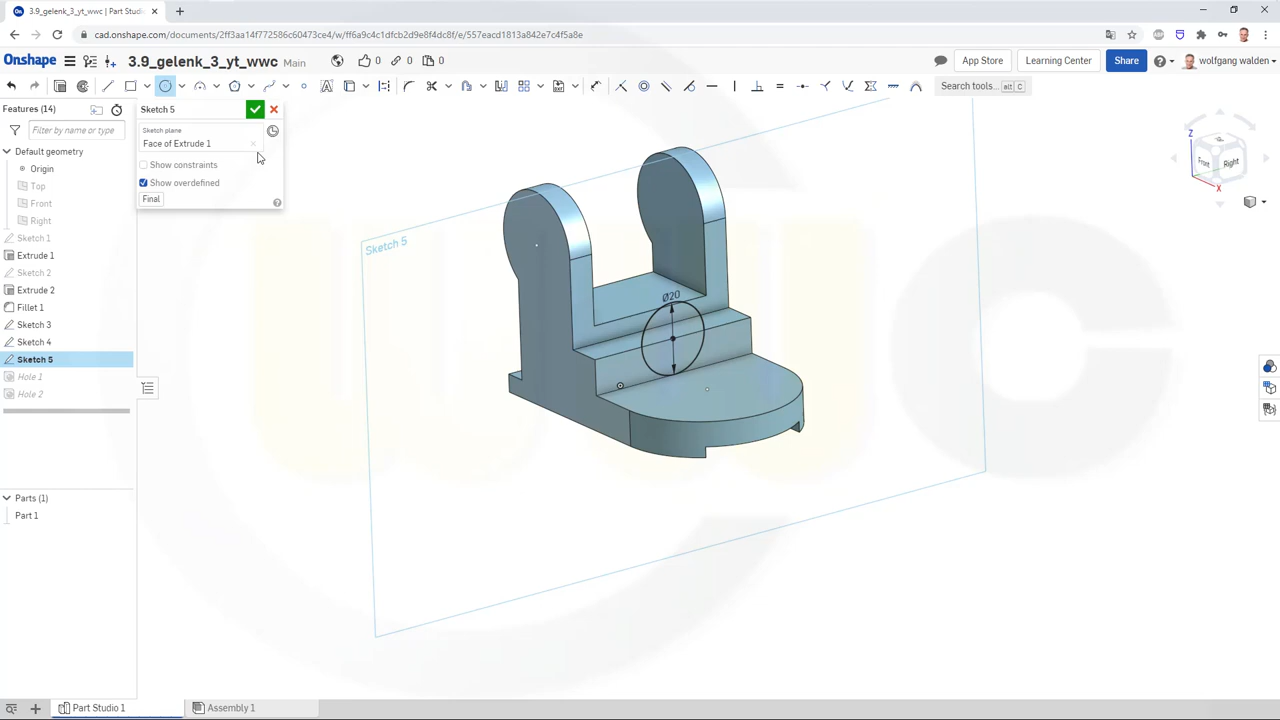 3.9_gelenk_3_yt_wwc | Part Studio 1
cad.onshape.com/documents/2ff3aa14f772586c60473c4/w/ff6a9c4c1dfcb2d9e8f4dc8f/e/557eacd1813a842e7c4f5a8e
Onshape
3.9_gelenk_3_yt_wwc Main
0
0
App Store
Learning Center
Share
wolfgang walden
Search tools... alt C
Features (14)
Filter by name or type
Default geometry
Origin
Top
Front
Right
Sketch 1
Extrude 1
Sketch 2
Extrude 2
Fillet 1
Sketch 3
Sketch 4
Sketch 5
Hole 1
Hole 2
Parts (1)
Part 1
Sketch 5
Sketch plane
Face of Extrude 1
Show constraints
Show overdefined
Final
Sketch 5
Ø20
Z
Front
Right
X
Part Studio 1
Assembly 1